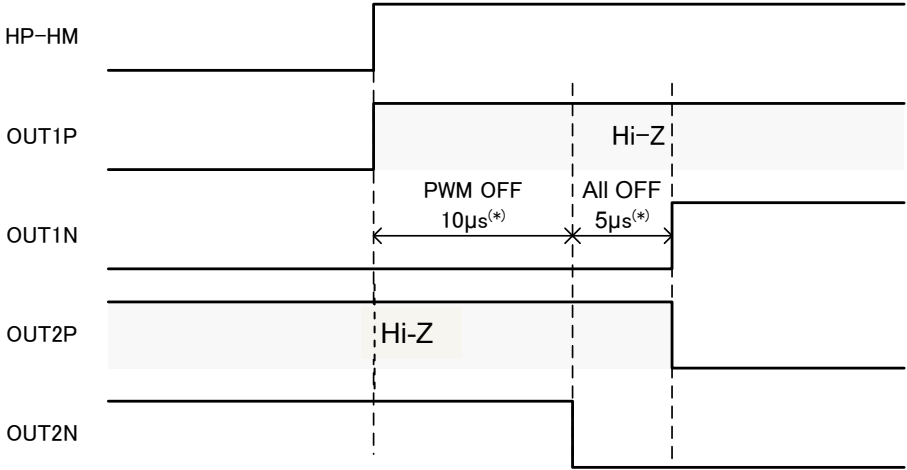 HP-HM
OUT1P
Hi-Z
PWM OFF
10μs(*)
All OFF
5μs(*)
OUT1N
OUT2P
Hi-Z
OUT2N